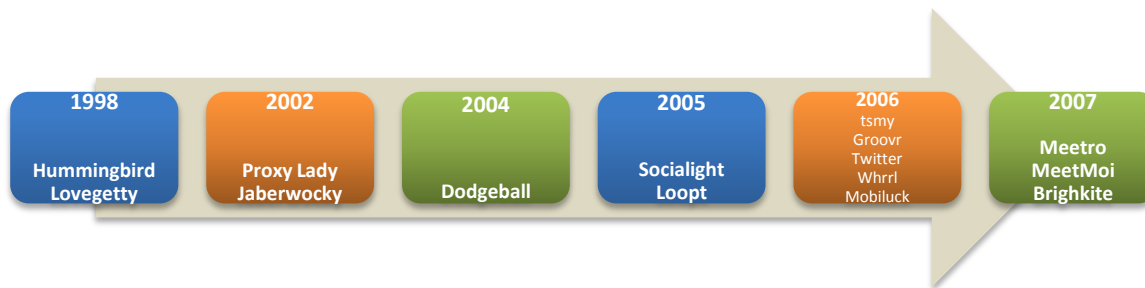 1998
Hummingbird
Lovegetty
2002
Proxy Lady
Jaberwocky
2004
Dodgeball
2005
Socialight
Loopt
2006
tsmy
Groovr
Twitter
Whrrl
Mobiluck
2007
Meetro
MeetMoi
Brighkite